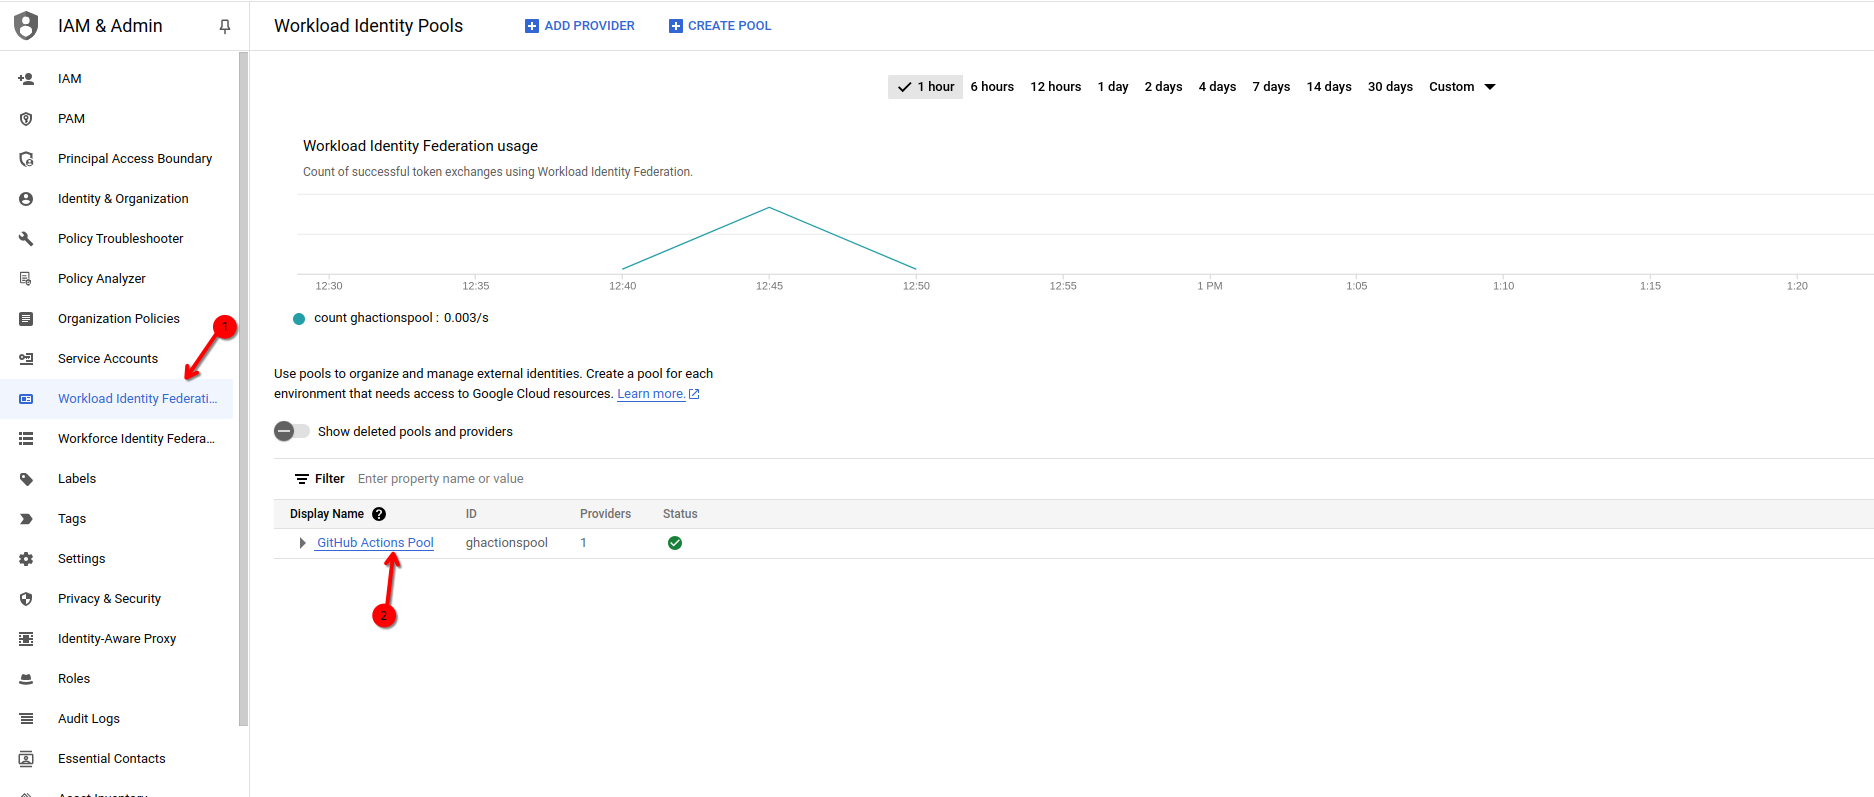 IAM & Admin
Workload Identity Pools
ADD PROVIDER
CREATE POOL
IAM
PAM
Principal Access Boundary
Identity & Organization
Policy Troubleshooter
Policy Analyzer
Organization Policies
1
Service Accounts
Workload Identity Federati...
Workforce Identity Federa...
Labels
Tags
Settings
Privacy & Security
Identity-Aware Proxy
Roles
Audit Logs
Essential Contacts
1 hour 6 hours 12 hours 1 day 2 days 4 days 7 days 14 days 30 days Custom
Workload Identity Federation usage
Count of successful token exchanges using Workload Identity Federation.
12:30 12:35 12:40 12:45 12:50 12:55 1 PM 1:05 1:10 1:15 1:20
count ghactionspool : 0.003/s
Use pools to organize and manage external identities. Create a pool for each
environment that needs access to Google Cloud resources. Learn more.
Show deleted pools and providers
Filter Enter property name or value
Display Name ? ID Providers Status
GitHub Actions Pool ghactionspool 1
2